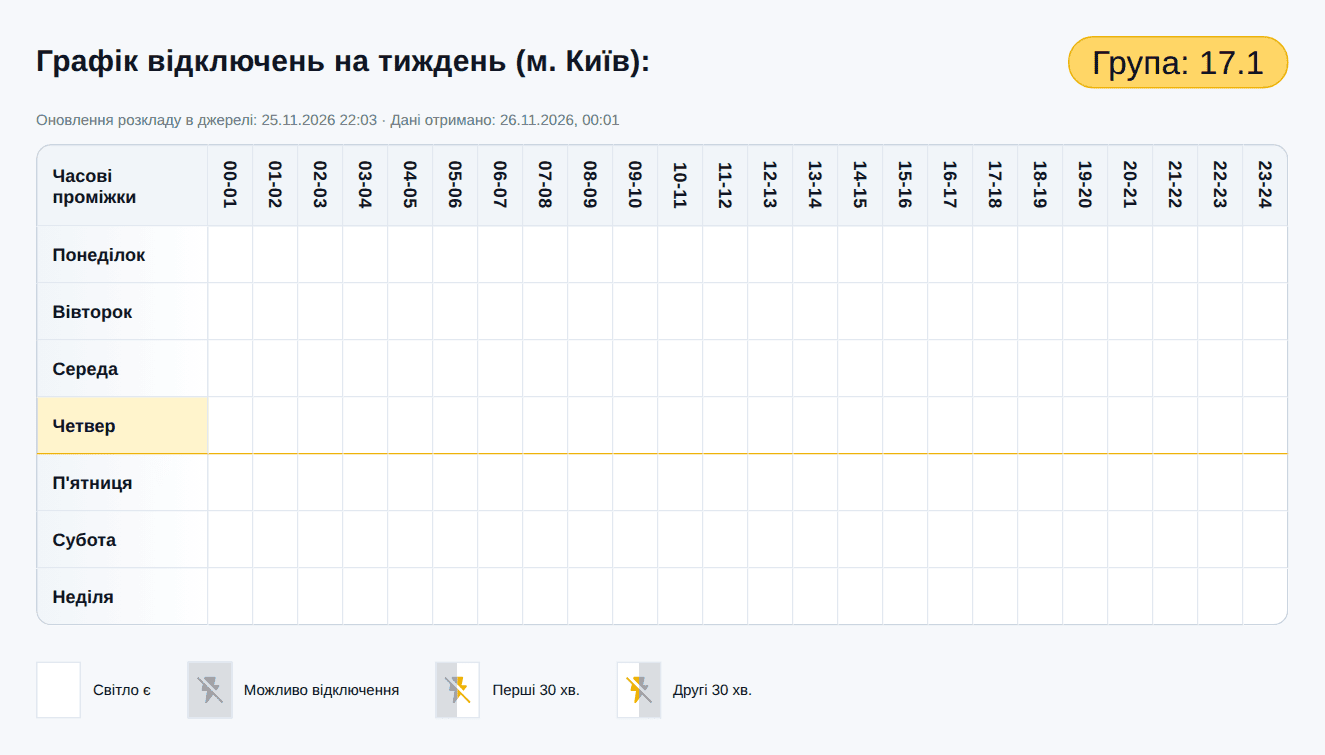 Графік відключень на тиждень (м. Київ):
Група: 17.1
Оновлення розкладу в джерелі: 25.11.2026 22:03 · Дані отримано: 26.11.2026, 00:01
Часові
проміжки
00-01
01-02
02-03
03-04
04-05
05-06
06-07
07-08
08-09
09-10
10-11
11-12
12-13
13-14
14-15
15-16
16-17
17-18
18-19
19-20
20-21
21-22
22-23
23-24
Понеділок
Вівторок
Середа
Четвер
П'ятниця
Субота
Неділя
Світло є
Можливо відключення
Перші 30 хв.
Другі 30 хв.